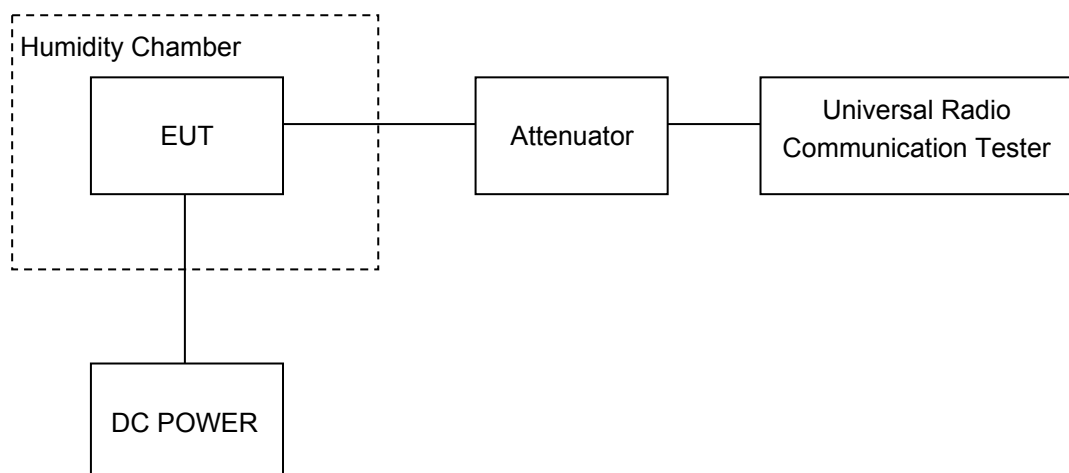 Humidity Chamber
EUT
Attenuator
Universal Radio
Communication Tester
DC POWER